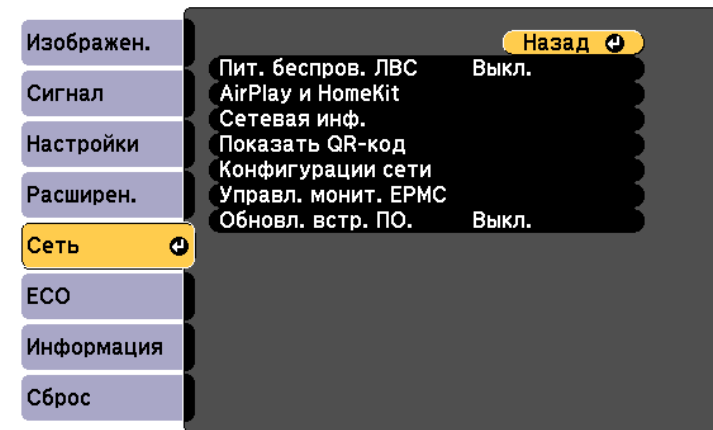 Изображен.
Сигнал
Настройки
Расширен.
Сеть
ECO
Информация
Сброс
Назад
Пит. беспров. ЛВС Выкл.
AirPlay и HomeKit
Сетевая инф.
Показать QR-код
Конфигурации сети
Управл. монит. EPMC
Обновл. встр. ПО. Выкл.